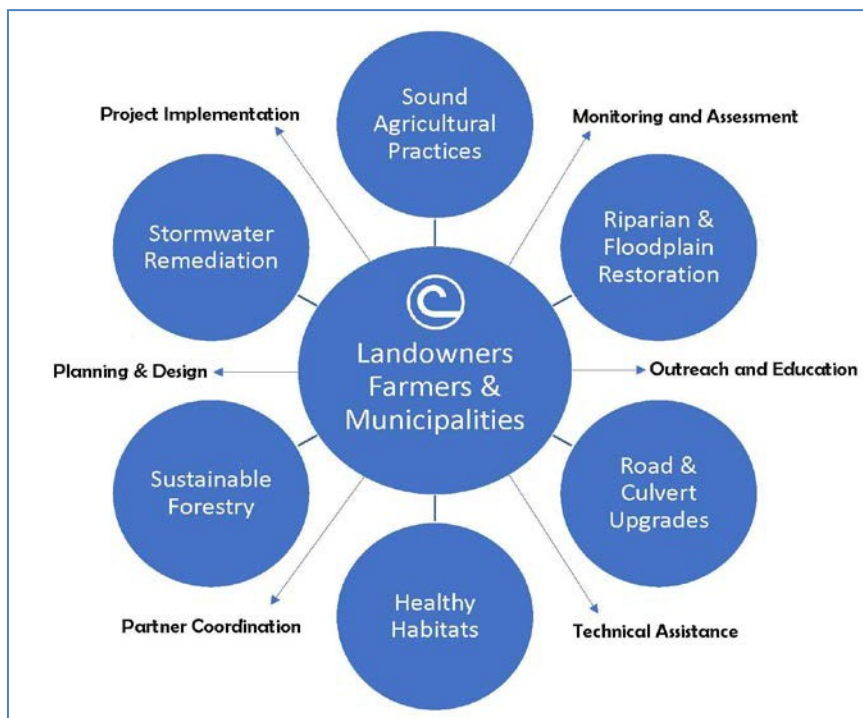 Sound
Agricultural
Practices
Project Implementation
Monitoring and Assessment
Stormwater
Remediation
Riparian &
Floodplain
Restoration
Landowners
Farmers &
Municipalities
Planning & Design
Outreach and Education
Sustainable
Forestry
Road &
Culvert
Upgrades
Healthy
Habitats
Partner Coordination
Technical Assistance